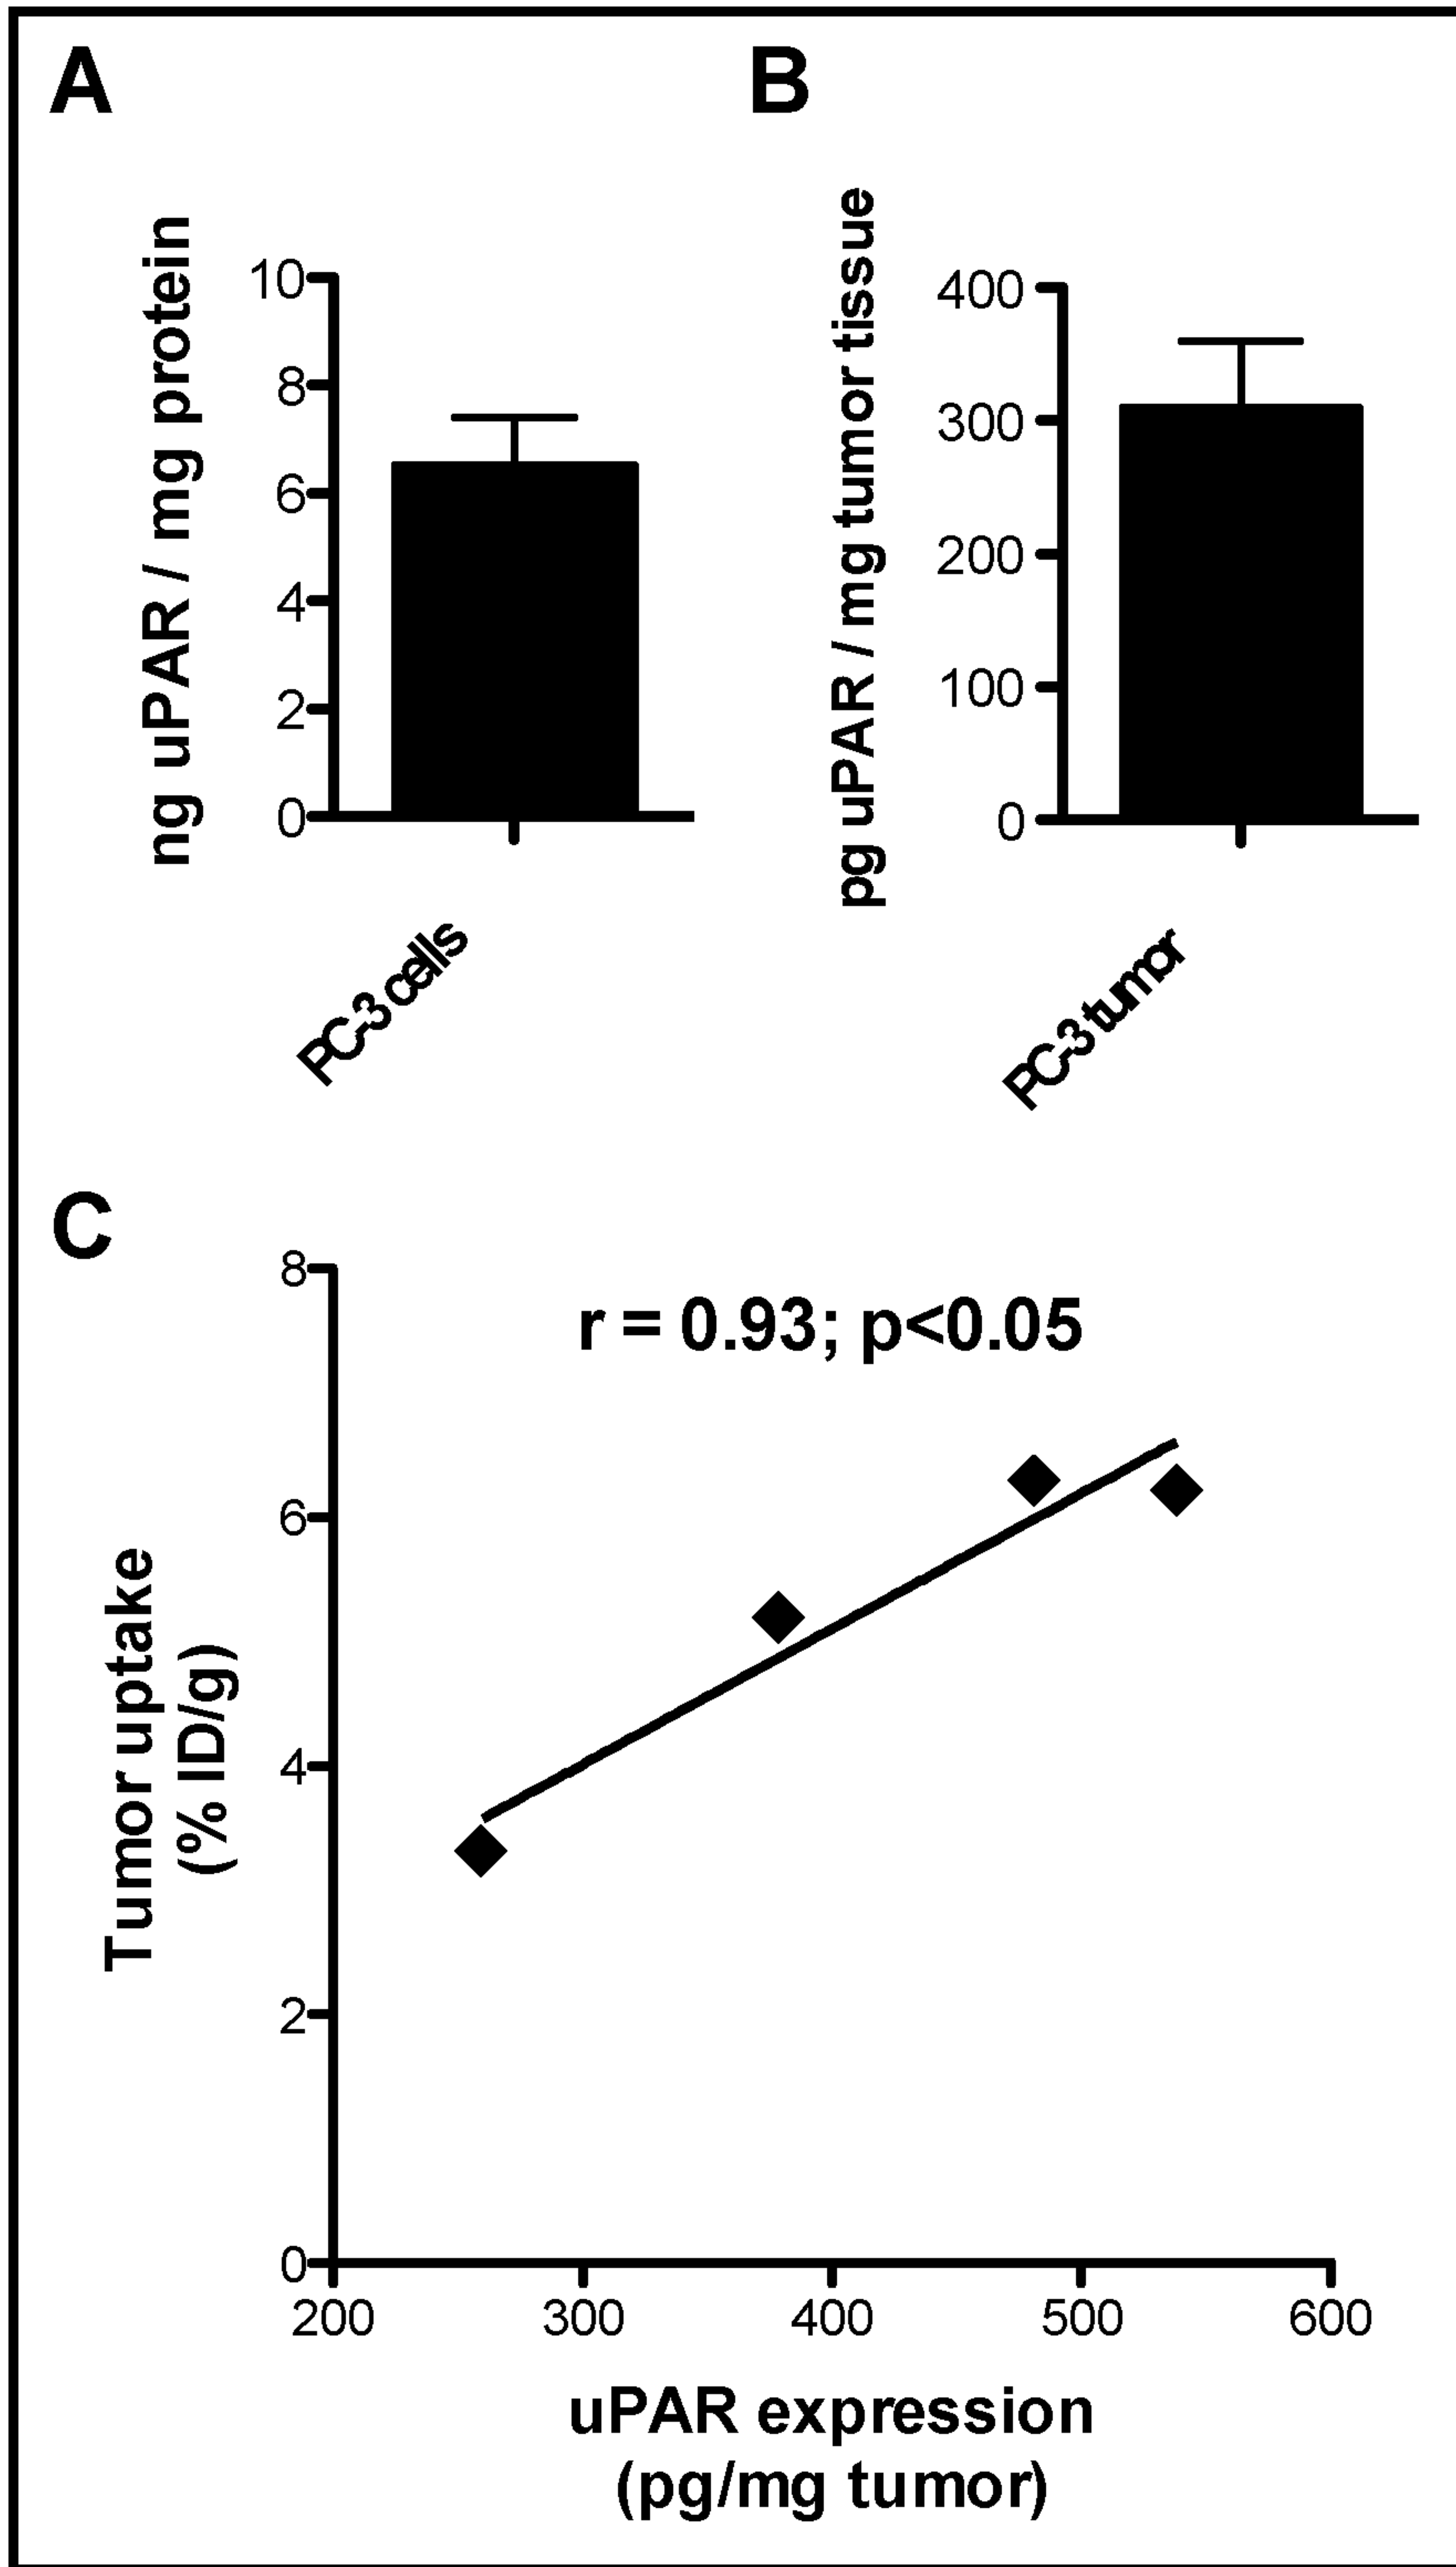 A
ng uPAR / mg protein
10
8
6
4
2
0
PC-3 cells
B
pg uPAR / mg tumor tissue
400
300
200
100
0
PC-3 tumor
C
r = 0.93; p<0.05
Tumor uptake
(% ID/g)
8
6
4
2
0
200 300 400 500 600
uPAR expression
(pg/mg tumor)